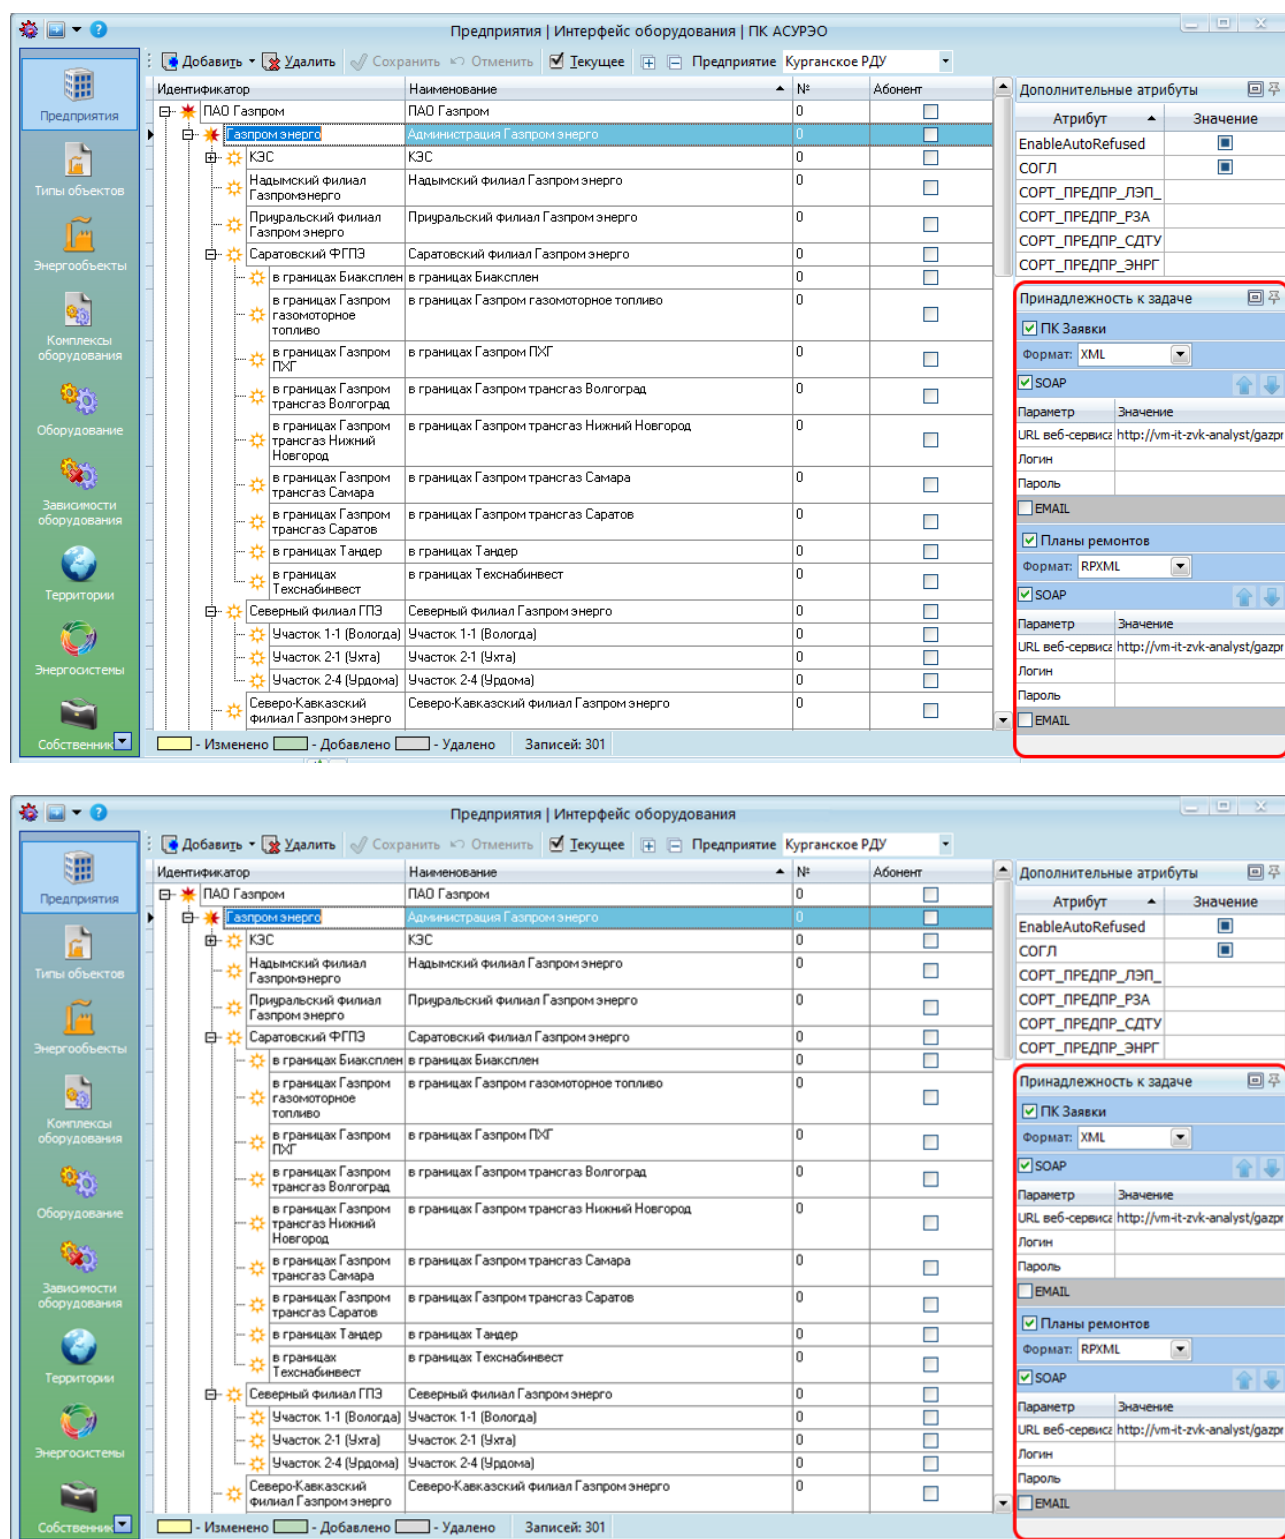 Предприятия | Интерфейс оборудования | ПК АСУРЭО
Добавить Удалить Сохранить Отменить Текущее Предприятие Курганское РДУ
Предприятия
Типы объектов
Энергообъекты
Комплексы
оборудования
Оборудование
Зависимости
оборудования
Территории
Энергосистемы
Собственник
Идентификатор Наименование № Абонент
ПАО Газпром ПАО Газпром 0
Газпром энерго Администрация Газпром энерго 0
КЭС КЭС 0
Надымский филиал
Газпромэнерго
Надымский филиал Газпром энерго 0
Приуральский филиал
Газпром энерго
Приуральский филиал Газпром энерго 0
Саратовский ФГПЭ Саратовский филиал Газпром энерго 0
в границах Биаксплен в границах Биаксплен 0
в границах Газпром
газомоторное
топливо
в границах Газпром газомоторное топливо 0
в границах Газпром
ПХГ
в границах Газпром ПХГ 0
в границах Газпром
трансгаз Волгоград
в границах Газпром трансгаз Волгоград 0
в границах Газпром
трансгаз Нижний
Новгород
в границах Газпром трансгаз Нижний Новгород 0
в границах Газпром
трансгаз Самара
в границах Газпром трансгаз Самара 0
в границах Газпром
трансгаз Саратов
в границах Газпром трансгаз Саратов 0
в границах Тандер в границах Тандер 0
в границах
Техснабинвест
в границах Техснабинвест 0
Северный филиал ГПЭ Северный филиал Газпром энерго 0
Участок 1-1 (Вологда) Участок 1-1 (Вологда) 0
Участок 2-1 (Ухта) Участок 2-1 (Ухта) 0
Участок 2-4 (Урдома) Участок 2-4 (Урдома) 0
Северо-Кавказский
филиал Газпром энерго
Северо-Кавказский филиал Газпром энерго 0
- Изменено - Добавлено - Удалено Записей: 301
Дополнительные атрибуты
Атрибут Значение
EnableAutoRefused
СОГЛ
СОРТ_ПРЕДПР_ЛЭП_
СОРТ_ПРЕДПР_РЗА
СОРТ_ПРЕДПР_СДТУ
СОРТ_ПРЕДПР_ЭНРГ
Принадлежность к задаче
ПК Заявки
Формат: XML
SOAP
Параметр Значение
URL веб-сервиса http://vm-it-zvk-analyst/gazpr
Логин
Пароль
EMAIL
Планы ремонтов
Формат: RPXML
SOAP
Параметр Значение
URL веб-сервиса http://vm-it-zvk-analyst/gazpr
Логин
Пароль
EMAIL
Предприятия | Интерфейс оборудования
Добавить Удалить Сохранить Отменить Текущее Предприятие Курганское РДУ
Предприятия
Типы объектов
Энергообъекты
Комплексы
оборудования
Оборудование
Зависимости
оборудования
Территории
Энергосистемы
Собственник
Идентификатор Наименование № Абонент
ПАО Газпром ПАО Газпром 0
Газпром энерго Администрация Газпром энерго 0
КЭС КЭС 0
Надымский филиал
Газпромэнерго
Надымский филиал Газпром энерго 0
Приуральский филиал
Газпром энерго
Приуральский филиал Газпром энерго 0
Саратовский ФГПЭ Саратовский филиал Газпром энерго 0
в границах Биаксплен в границах Биаксплен 0
в границах Газпром
газомоторное
топливо
в границах Газпром газомоторное топливо 0
в границах Газпром
ПХГ
в границах Газпром ПХГ 0
в границах Газпром
трансгаз Волгоград
в границах Газпром трансгаз Волгоград 0
в границах Газпром
трансгаз Нижний
Новгород
в границах Газпром трансгаз Нижний Новгород 0
в границах Газпром
трансгаз Самара
в границах Газпром трансгаз Самара 0
в границах Газпром
трансгаз Саратов
в границах Газпром трансгаз Саратов 0
в границах Тандер в границах Тандер 0
в границах
Техснабинвест
в границах Техснабинвест 0
Северный филиал ГПЭ Северный филиал Газпром энерго 0
Участок 1-1 (Вологда) Участок 1-1 (Вологда) 0
Участок 2-1 (Ухта) Участок 2-1 (Ухта) 0
Участок 2-4 (Урдома) Участок 2-4 (Урдома) 0
Северо-Кавказский
филиал Газпром энерго
Северо-Кавказский филиал Газпром энерго 0
- Изменено - Добавлено - Удалено Записей: 301
Дополнительные атрибуты
Атрибут Значение
EnableAutoRefused
СОГЛ
СОРТ_ПРЕДПР_ЛЭП_
СОРТ_ПРЕДПР_РЗА
СОРТ_ПРЕДПР_СДТУ
СОРТ_ПРЕДПР_ЭНРГ
Принадлежность к задаче
ПК Заявки
Формат: XML
SOAP
Параметр Значение
URL веб-сервиса http://vm-it-zvk-analyst/gazpr
Логин
Пароль
EMAIL
Планы ремонтов
Формат: RPXML
SOAP
Параметр Значение
URL веб-сервиса http://vm-it-zvk-analyst/gazpr
Логин
Пароль
EMAIL